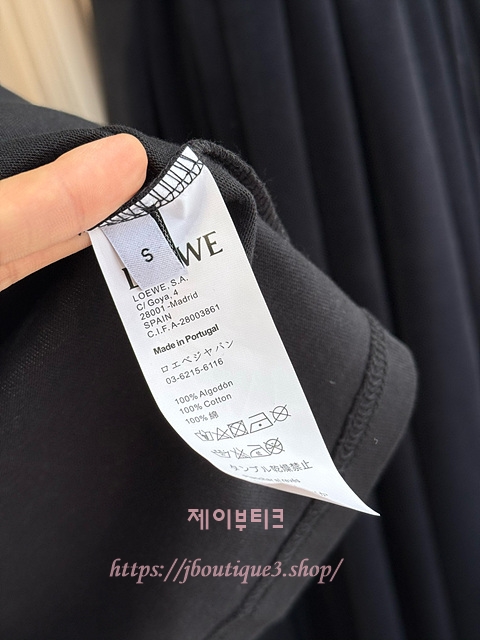 S
LOEWE
LOEWE, S.A.
C/ Goya, 4
28001-Madrid
SPAIN
C.I.F. A-28003861
Made in Portugal
ロエベジャパン
03-6215-6116
100% Algodón
100% Cotton
100% 綿
タンブル乾燥禁止
제이부티크
https://jboutique3.shop/